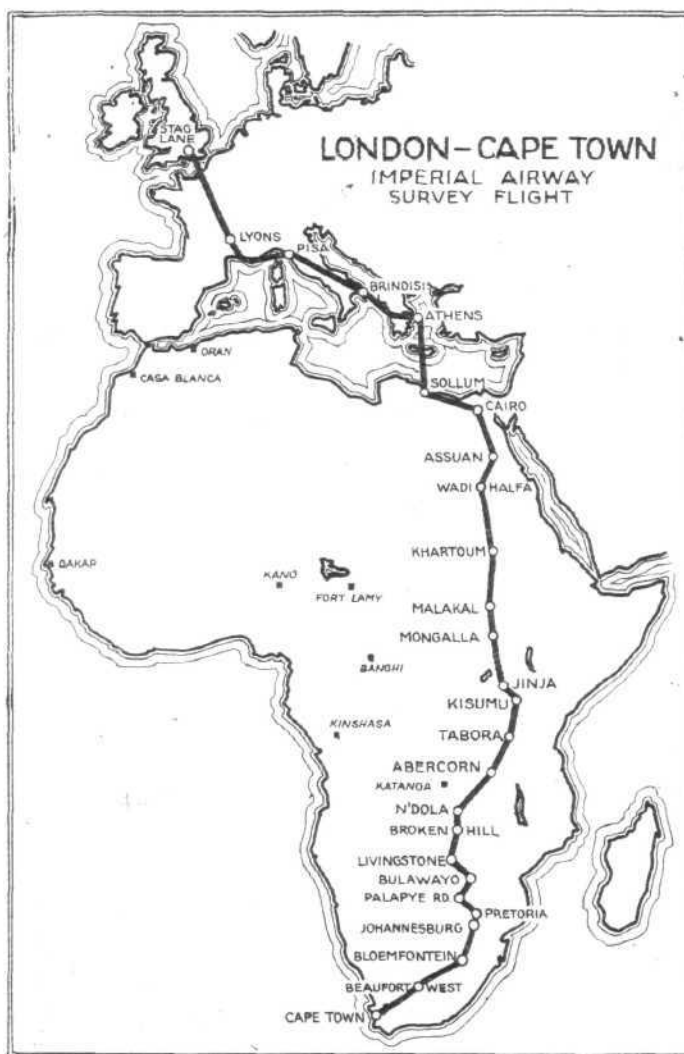 STAG
LANE
LONDON–CAPE TOWN
IMPERIAL AIRWAY
SURVEY FLIGHT
LYONS
PISA
BRINDISI
ATHENS
ORAN
CASA BLANCA
SOLLUM
CAIRO
ASSUAN
WADI HALFA
KHARTOUM
DAKAR
KANO
FORT LAMY
MALAKAL
MONGALLA
BANGHI
JINJA
KISUMU
KINSHASA
TABORA
ABERCORN
KATANGA
N'DOLA
BROKEN HILL
LIVINGSTONE
BULAWAYO
PALAPYE RD.
PRETORIA
JOHANNESBURG
BLOEMFONTEIN
BEAUFORT WEST
CAPE TOWN